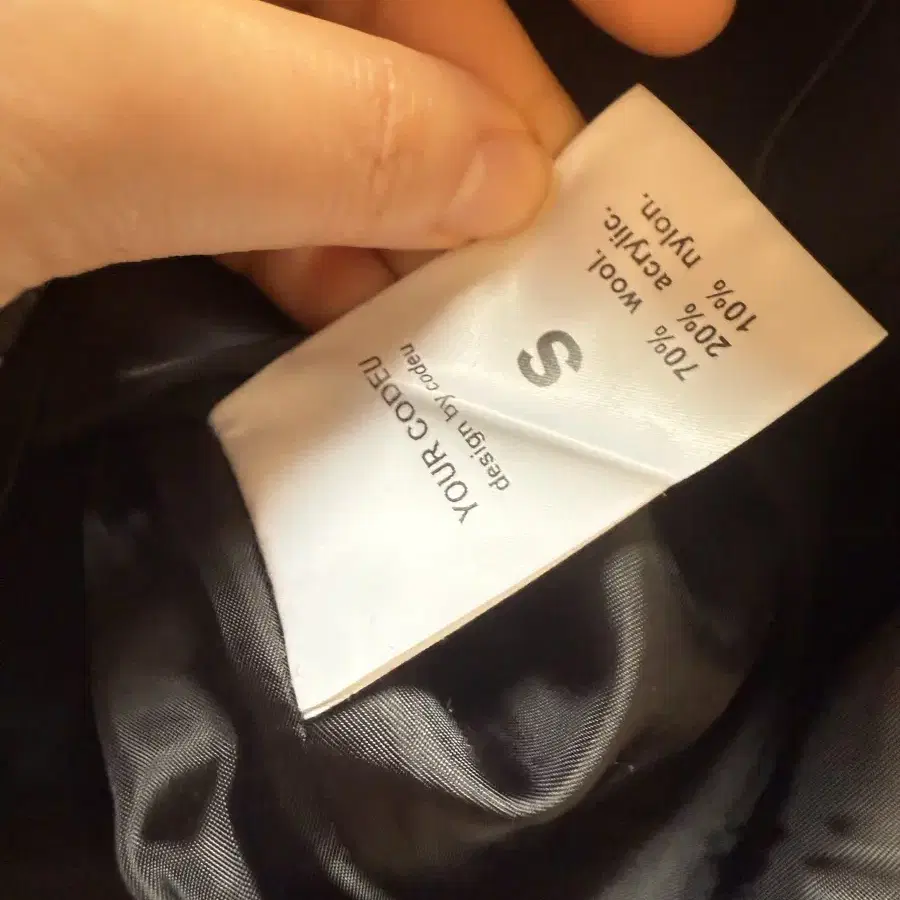 YOUR CODEU
design by codeu
S
70% wool.
20% acrylic.
10% nylon.